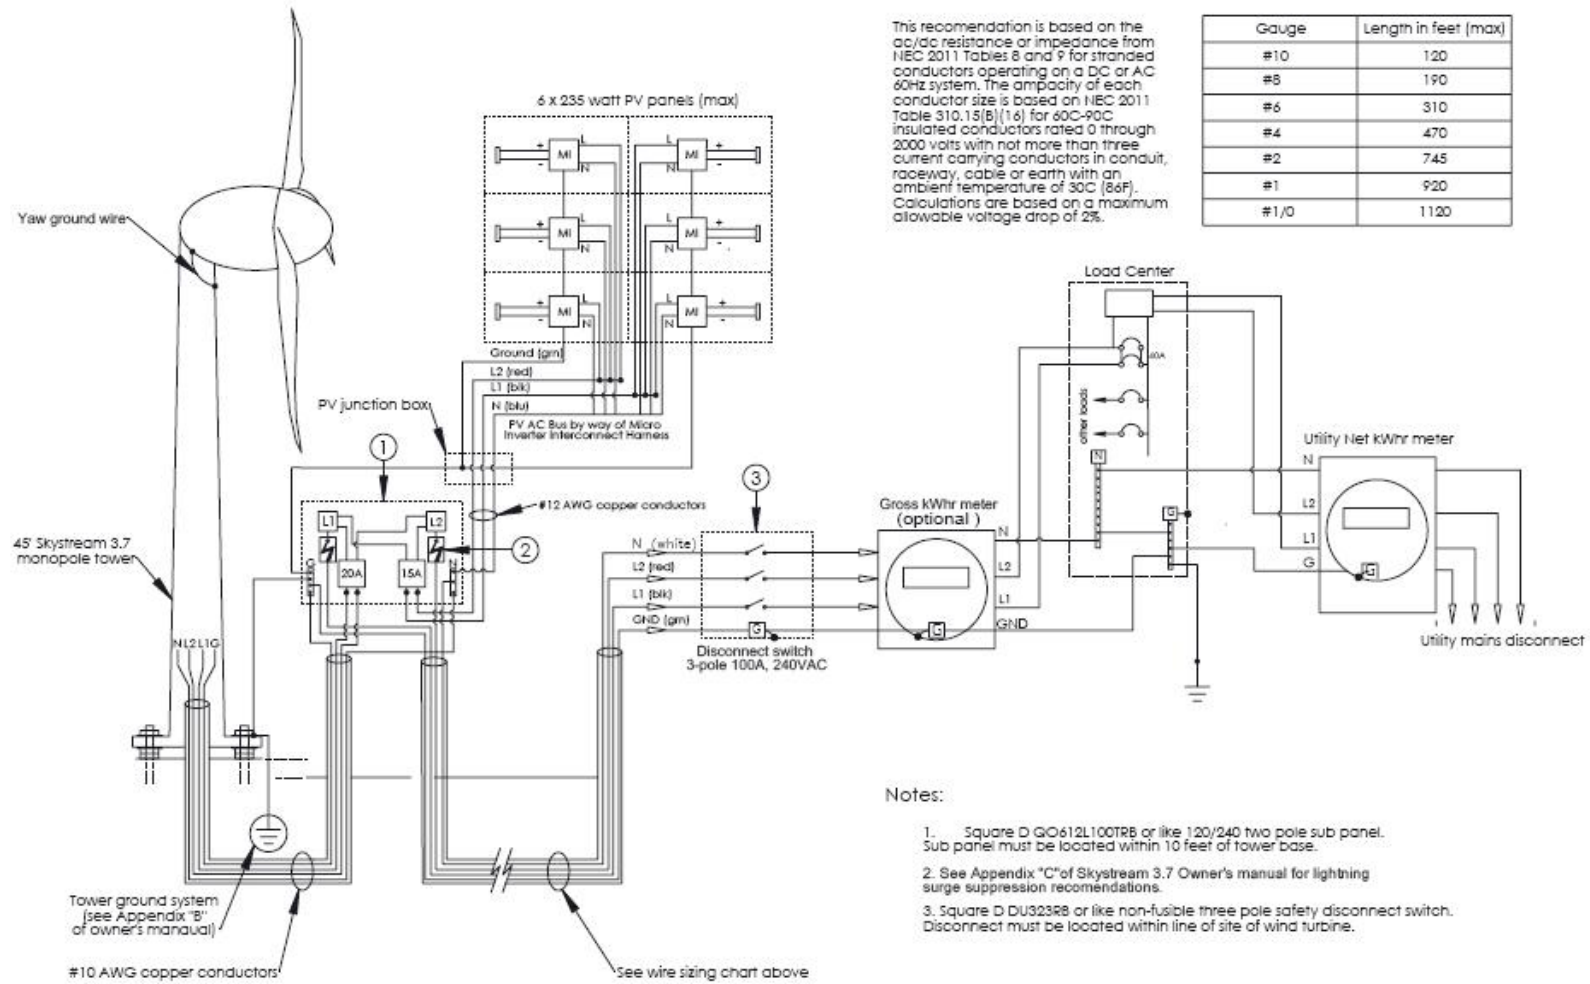 This recomendation is based on the
ac/dc resistance or impedance from
NEC 2011 Tables 8 and 9 for stranded
conductors operating on a DC or AC
60Hz system. The ampacity of each
conductor size is based on NEC 2011
Table 310.15(B)(16) for 60C-90C
insulated conductors rated 0 through
2000 volts with not more than three
current carrying conductors in conduit,
raceway, cable or earth with an
ambient temperature of 30C (86F).
Calculations are based on a maximum
allowable voltage drop of 2%.
Gauge Length in feet (max)
#10 120
#8 190
#6 310
#4 470
#2 745
#1 920
#1/0 1120
6 x 235 watt PV panels (max)
+ MI L MI +
- N N -
+ MI L MI +
- N N -
+ MI L L MI +
- N N -
Yaw ground wire
Ground (grn)
L2 (red)
L1 (blk)
N (blu)
PV AC Bus by way of Micro
Inverter Interconnect Harness
PV junction box
1
#12 AWG copper conductors
L1 L2
20A 15A
2
45' Skystream 3.7
monopole tower
N L2 L1 G
3
N (white)
L2 (red)
L1 (blk)
GND (grn)
G
Disconnect switch
3-pole 100A, 240VAC
Gross kWhr meter
(optional )
N
L2
L1
GND
G
Load Center
40A
other loads
N
G
Utility Net kWhr meter
N
L2
L1
G
G
Utility mains disconnect
Tower ground system
(see Appendix "B"
of owner's manaual)
#10 AWG copper conductors
See wire sizing chart above
Notes:
1. Square D QO612L100TRB or like 120/240 two pole sub panel.
Sub panel must be located within 10 feet of tower base.
2. See Appendix "C"of Skystream 3.7 Owner's manual for lightning
surge suppression recomendations.
3. Square D DU323RB or like non-fusible three pole safety disconnect switch.
Disconnect must be located within line of site of wind turbine.